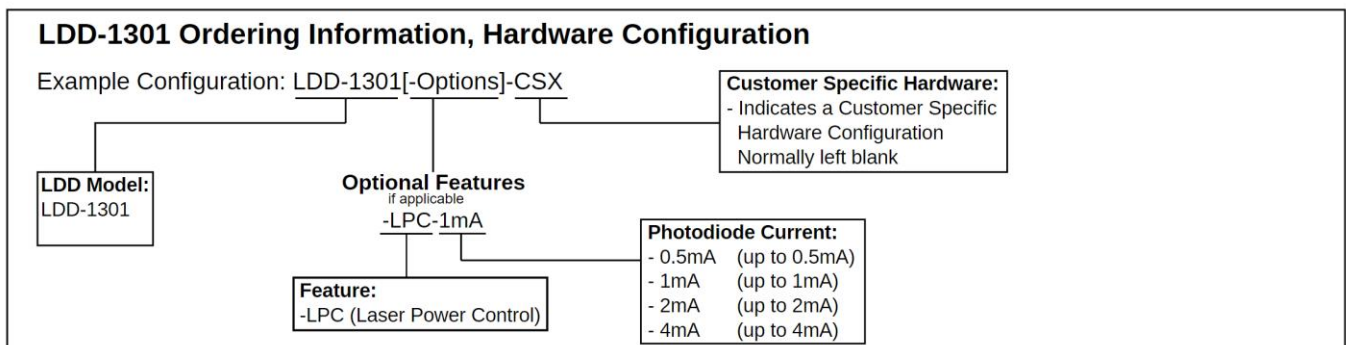 LDD-1301 Ordering Information, Hardware Configuration
Example Configuration: LDD-1301[-Options]-CSX
Customer Specific Hardware:
- Indicates a Customer Specific
Hardware Configuration
Normally left blank
LDD Model:
LDD-1301
Optional Features
if applicable
-LPC-1mA
Feature:
-LPC (Laser Power Control)
Photodiode Current:
- 0.5mA (up to 0.5mA)
- 1mA (up to 1mA)
- 2mA (up to 2mA)
- 4mA (up to 4mA)